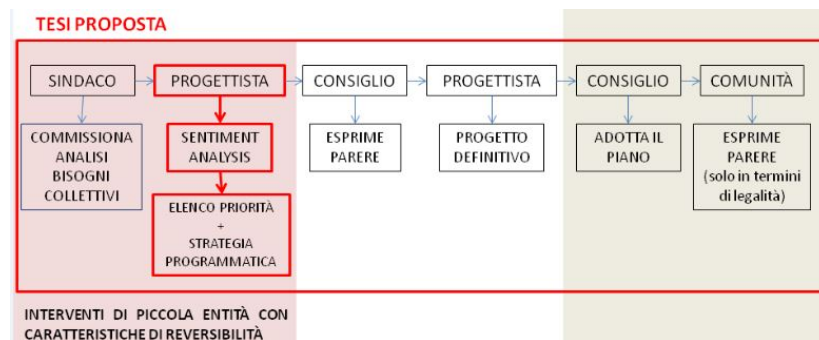 TESI PROPOSTA
SINDACO
PROGETTISTA
CONSIGLIO
PROGETTISTA
CONSIGLIO
COMUNITÀ
COMMISSIONA
ANALISI
BISOGNI
COLLETTIVI
SENTIMENT
ANALYSIS
ESPRIME
PARERE
PROGETTO
DEFINITIVO
ADOTTA IL
PIANO
ESPRIME
PARERE
(solo in termini
di legalità)
ELENCO PRIORITÀ
+
STRATEGIA
PROGRAMMATICA
INTERVENTI DI PICCOLA ENTITÀ CON
CARATTERISTICHE DI REVERSIBILITÀ